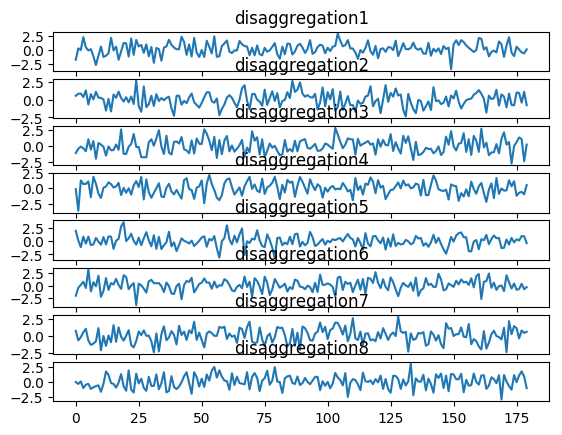 disaggregation1
2.5
0.0
−2.5
disaggregation2
2.5
0.0
−2.5
disaggregation3
2.5
0.0
−2.5
disaggregation4
2.5
0.0
−2.5
disaggregation5
2.5
0.0
−2.5
disaggregation6
2.5
0.0
−2.5
disaggregation7
2.5
0.0
−2.5
disaggregation8
2.5
0.0
−2.5
0 25 50 75 100 125 150 175